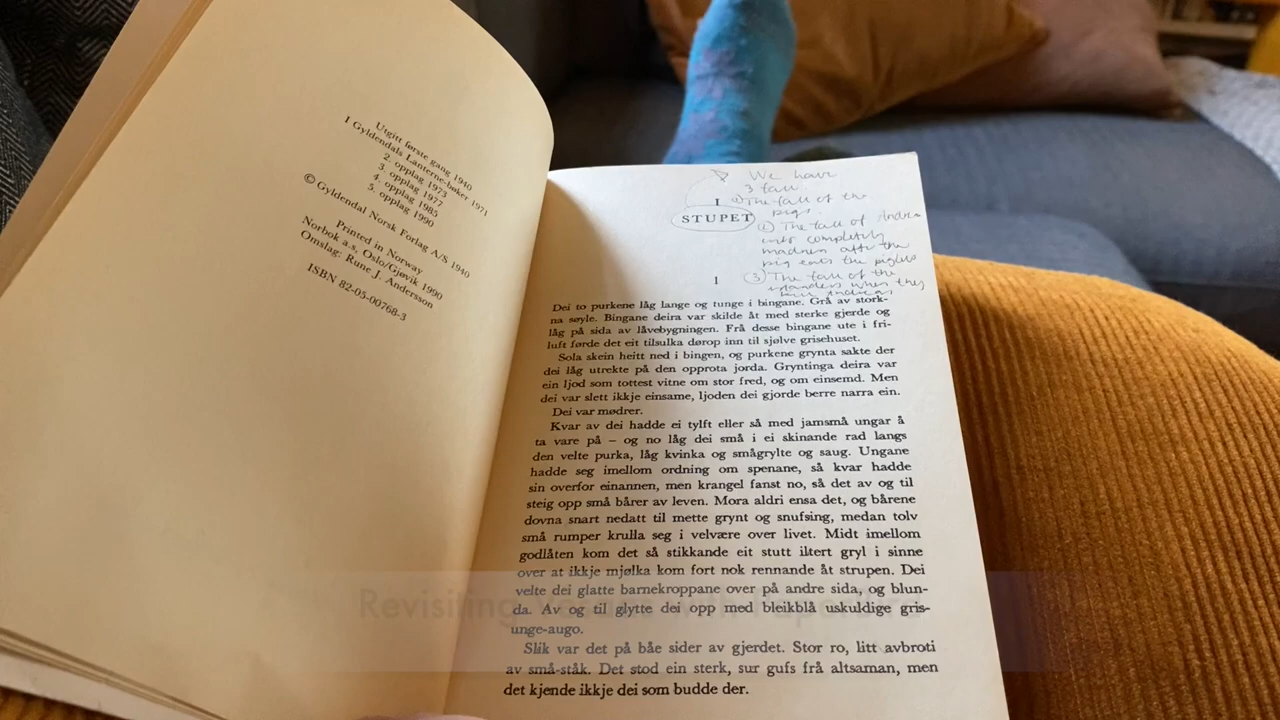 Utgitt første gang 1940
I Gyldendals Lanterne-bøker 1971
2. opplag 1973
3. opplag 1977
4. opplag 1985
5. opplag 1990
© Gyldendal Norsk Forlag A/S 1940
Printed in Norway
Norbok a.s, Oslo/Gjøvik 1990
Omslag: Rune J. Andersson
ISBN 82-05-00768-3
We have
3 fall.
① The fall of the
pigs.
② The fall of Andreas
into completely
madness after the
pig eats the piglets
③ The fall of the
islanders when they
I
STUPET
1
Dei to purkene låg lange og tunge i bingane. Grå av stork-
na søyle. Bingane deira var skilde åt med sterke gjerde og
låg på sida av låvebygningen. Frå desse bingane ute i fri-
luft førde det eit tilsulka dørop inn til sjølve grisehuset.
Sola skein heitt ned i bingen, og purkene grynta sakte der
dei låg utrekte på den opprota jorda. Gryntinga deira var
ein ljod som tottest vitne om stor fred, og om einsemd. Men
dei var slett ikkje einsame, ljoden dei gjorde berre narra ein.
Dei var mødrer.
Kvar av dei hadde ei tylft eller så med jamsmå ungar å
ta vare på – og no låg dei små i ei skinande rad langs
den velte purka, låg kvinka og smågrylte og saug. Ungane
hadde seg imellom ordning om spenane, så kvar hadde
sin overfor einannen, men krangel fanst no, så det av og til
steig opp små bårer av leven. Mora aldri ensa det, og bårene
dovna snart nedatt til mette grynt og snufsing, medan tolv
små rumper krulla seg i velvære over livet. Midt imellom
godlåten kom det så stikkande eit stutt iltert gryl i sinne
over at ikkje mjølka kom fort nok rennande åt strupen. Dei
velte dei glatte barnekroppane over på andre sida, og blun-
da. Av og til glytte dei opp med bleikblå uskuldige gris-
unge-augo.
Slik var det på båe sider av gjerdet. Stor ro, litt avbroti
av små-ståk. Det stod ein sterk, sur gufs frå altsaman, men
det kjende ikkje dei som budde der.
Revisiting